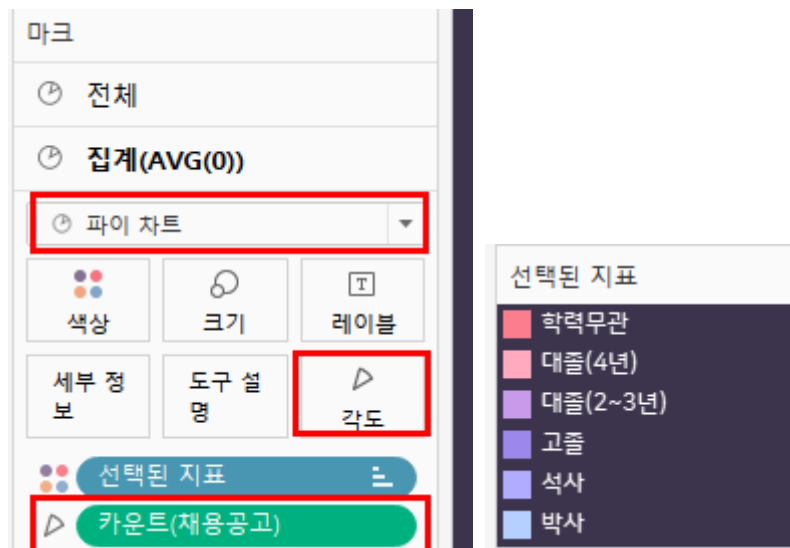 마크
전체
집계(AVG(0))
파이 차트
색상
크기
레이블
세부 정
보
도구 설
명
각도
선택된 지표
카운트(채용공고)
선택된 지표
학력무관
대졸(4년)
대졸(2~3년)
고졸
석사
박사